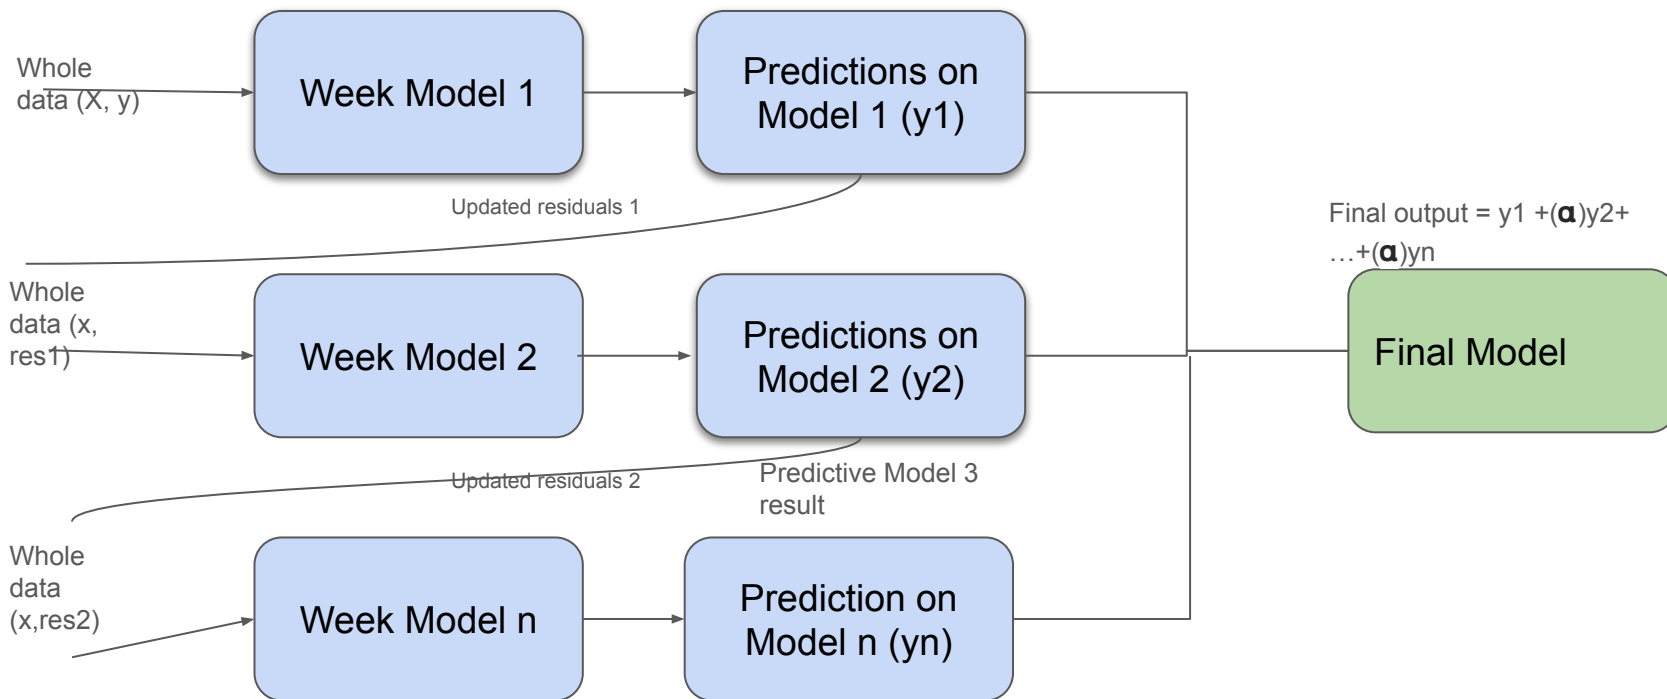 Whole
data (X, y)
Week Model 1
Predictions on
Model 1 (y1)
Updated residuals 1
Final output = y1 +(α)y2+
…+(α)yn
Whole
data (x,
res1)
Week Model 2
Predictions on
Model 2 (y2)
Final Model
Updated residuals 2
Predictive Model 3
result
Whole
data
(x,res2)
Week Model n
Prediction on
Model n (yn)